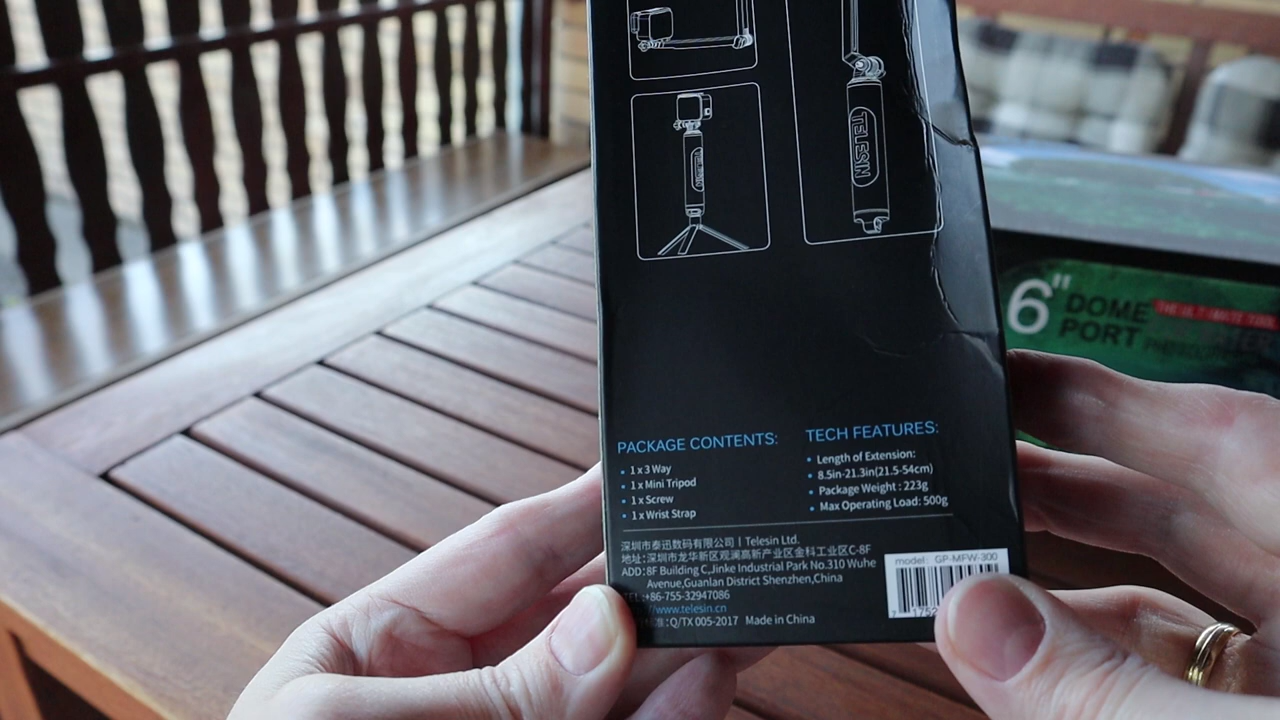 TELESIN
TELESIN
PACKAGE CONTENTS:
• 1 x 3 Way
• 1 x Mini Tripod
• 1 x Screw
• 1 x Wrist Strap
TECH FEATURES:
• Length of Extension:
• 8.5in-21.3in(21.5-54cm)
• Package Weight : 223g
• Max Operating Load: 500g
深圳市泰迅数码有限公司 | Telesin Ltd.
地址:深圳市龙华新区观澜高新产业区金科工业区C-8F
ADD: 8F Building C,Jinke Industrial Park No.310 Wuhe
Avenue,Guanlan District Shenzhen,China
TEL :+86-755-32947086
//www.telesin.cn
准: Q/TX 005-2017 Made in China
model: GP-MFW-300
6" DOME
PORT
THE ULTIMATE